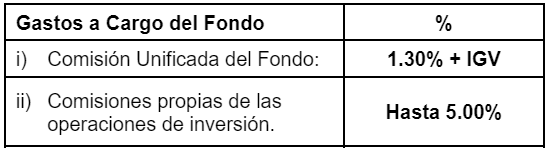 Gastos a Cargo del Fondo %
i) Comisión Unificada del Fondo: 1.30% + IGV
ii) Comisiones propias de las
operaciones de inversión. Hasta 5.00%